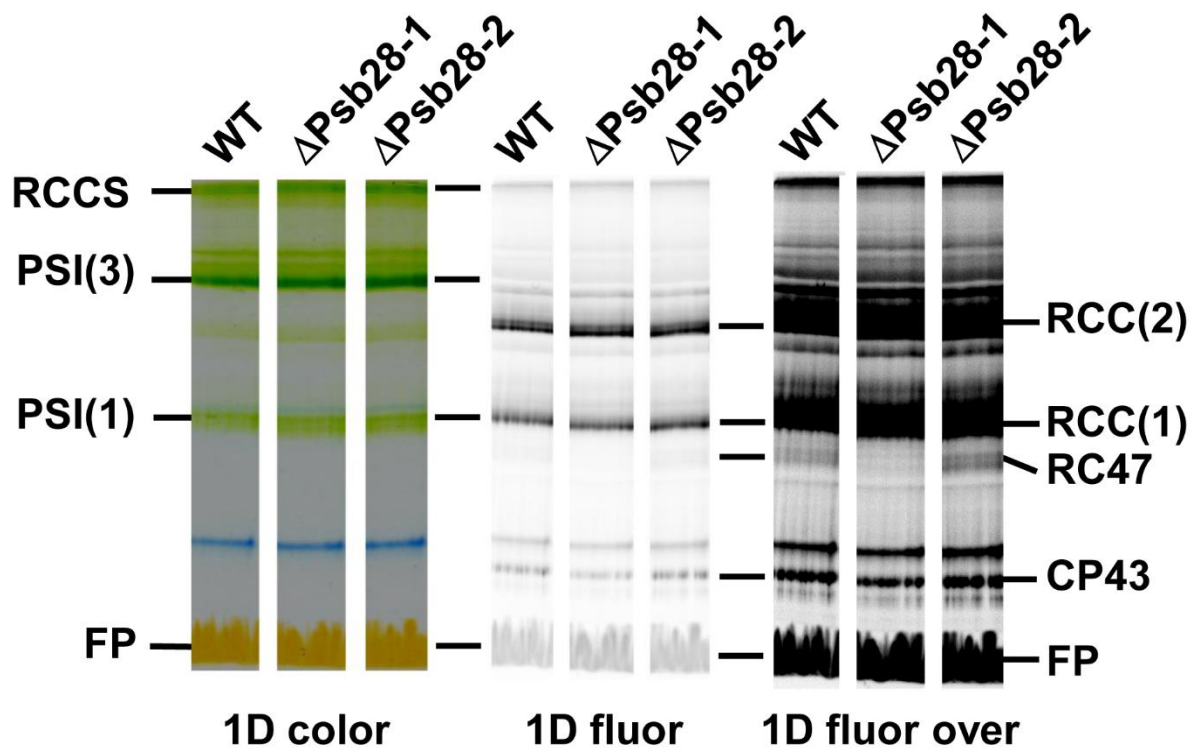 WT
ΔPsb28-1
ΔPsb28-2
WT
ΔPsb28-1
ΔPsb28-2
WT
ΔPsb28-1
ΔPsb28-2
RCCS
PSI(3)
PSI(1)
FP
RCC(2)
RCC(1)
RC47
CP43
FP
1D color
1D fluor
1D fluor over